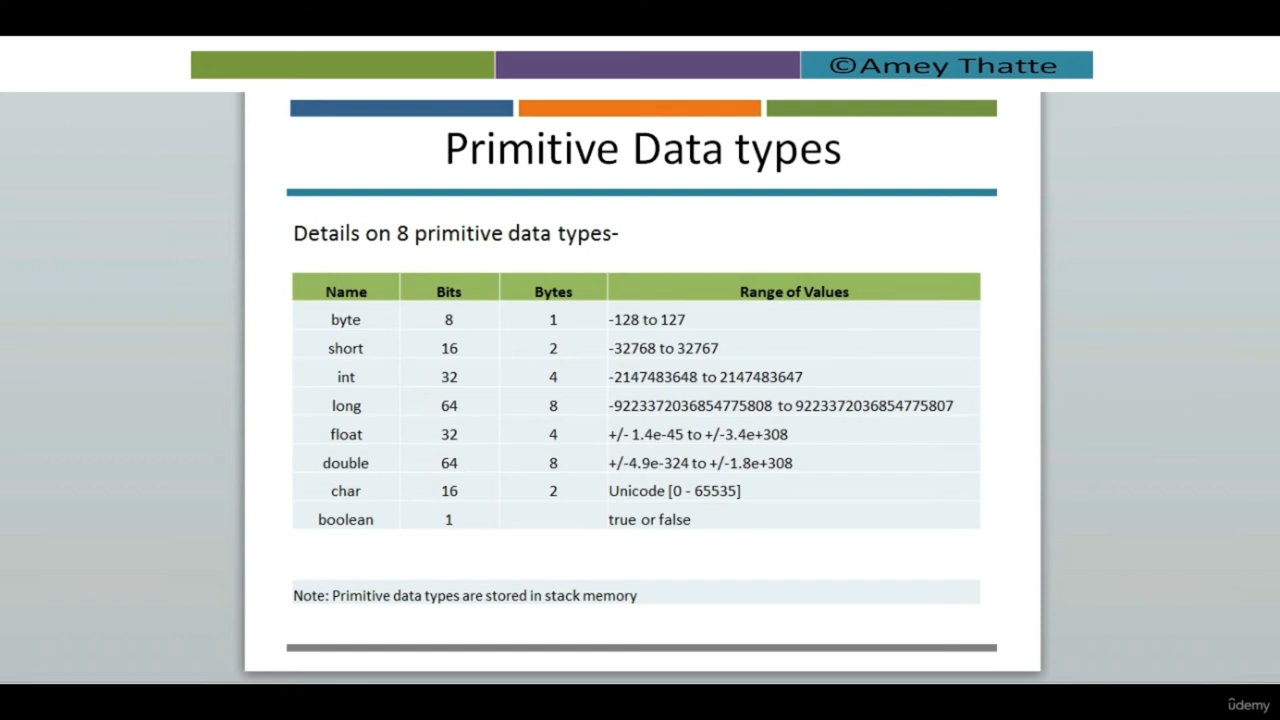 ©Amey Thatte
Primitive Data types
Details on 8 primitive data types-
Name Bits Bytes Range of Values
byte 8 1 -128 to 127
short 16 2 -32768 to 32767
int 32 4 -2147483648 to 2147483647
long 64 8 -9223372036854775808 to 9223372036854775807
float 32 4 +/- 1.4e-45 to +/-3.4e+308
double 64 8 +/-4.9e-324 to +/-1.8e+308
char 16 2 Unicode [0 - 65535]
boolean 1 true or false
Note: Primitive data types are stored in stack memory
ûdemy